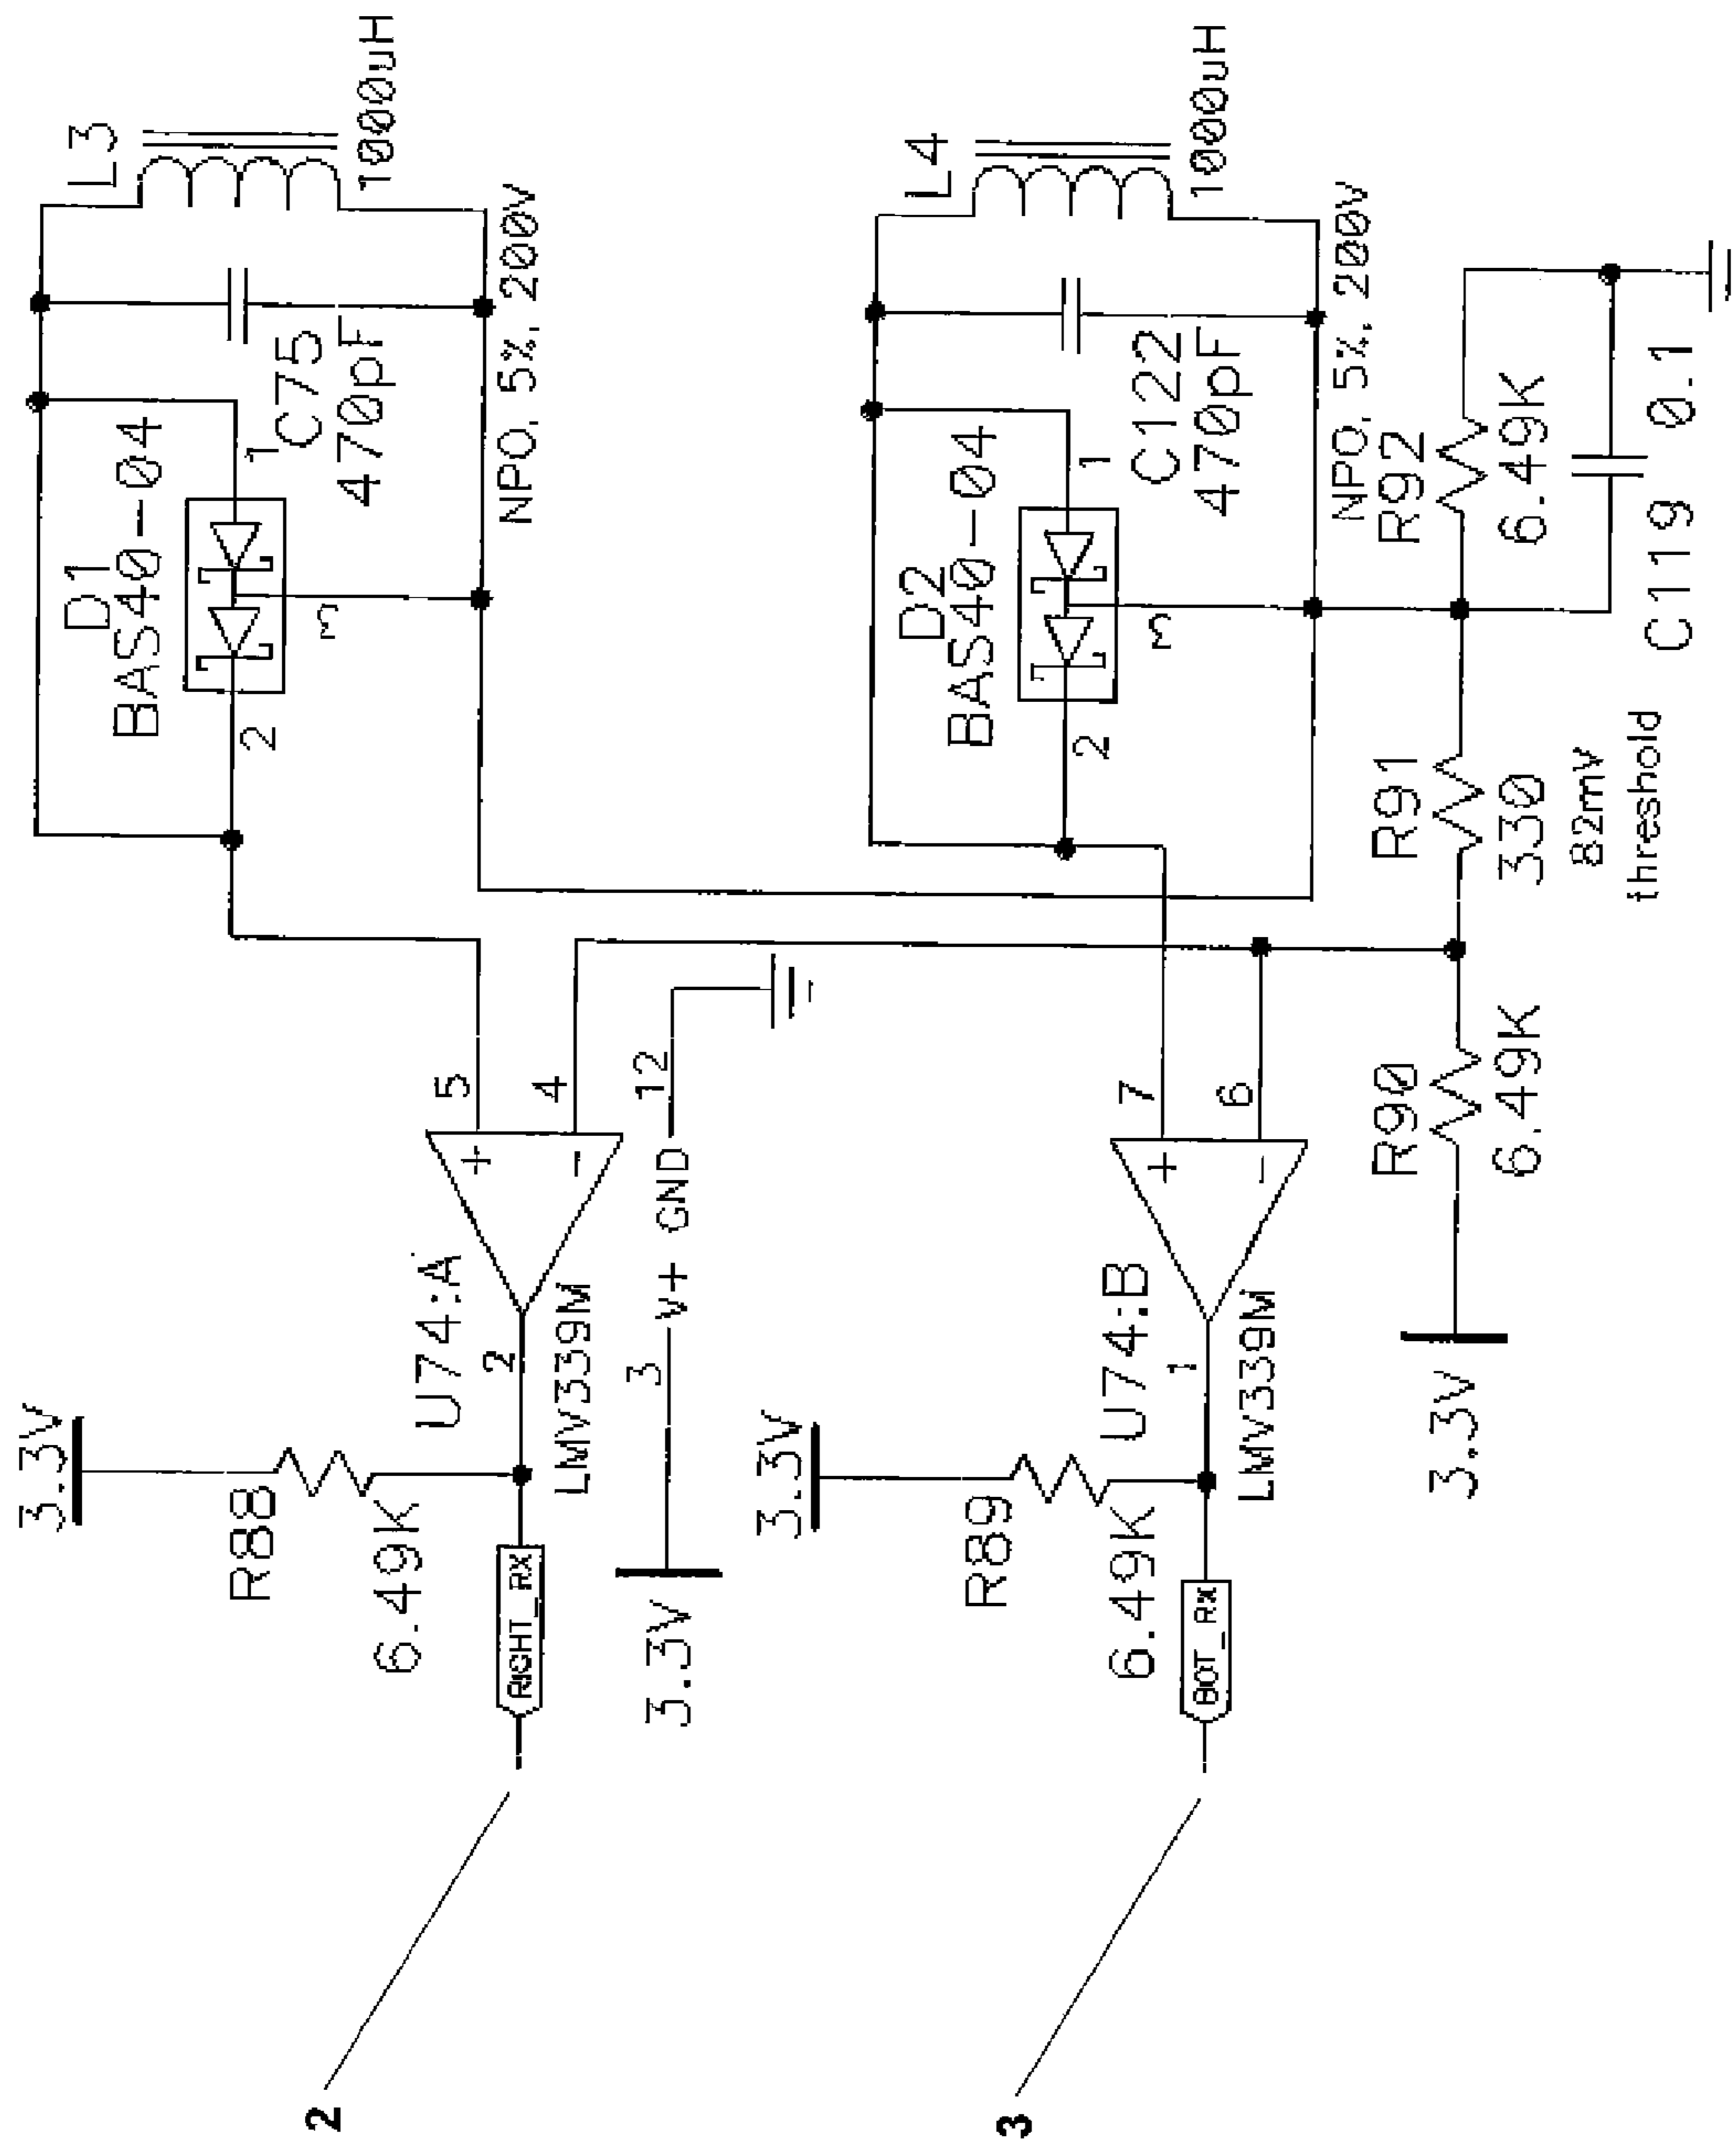 L3
1000uH
D1
BAS40-04
1
2
3
C75
470pF
NPO, 5%, 200V
5
4
+
-
U74:A
2
LMV339M
3.3V
R88
6.49K
RIGHT_RX
2
12
GND
V+
3
3.3V
L4
1000uH
D2
BAS40-04
1
2
3
C122
470pF
NPO, 5%, 200V
7
6
+
-
U74:B
1
LMV339M
3.3V
R89
6.49K
BOT_RX
3
R92
6.49K
C119
0.1
R91
330
82mV
threshold
R90
6.49K
3.3V